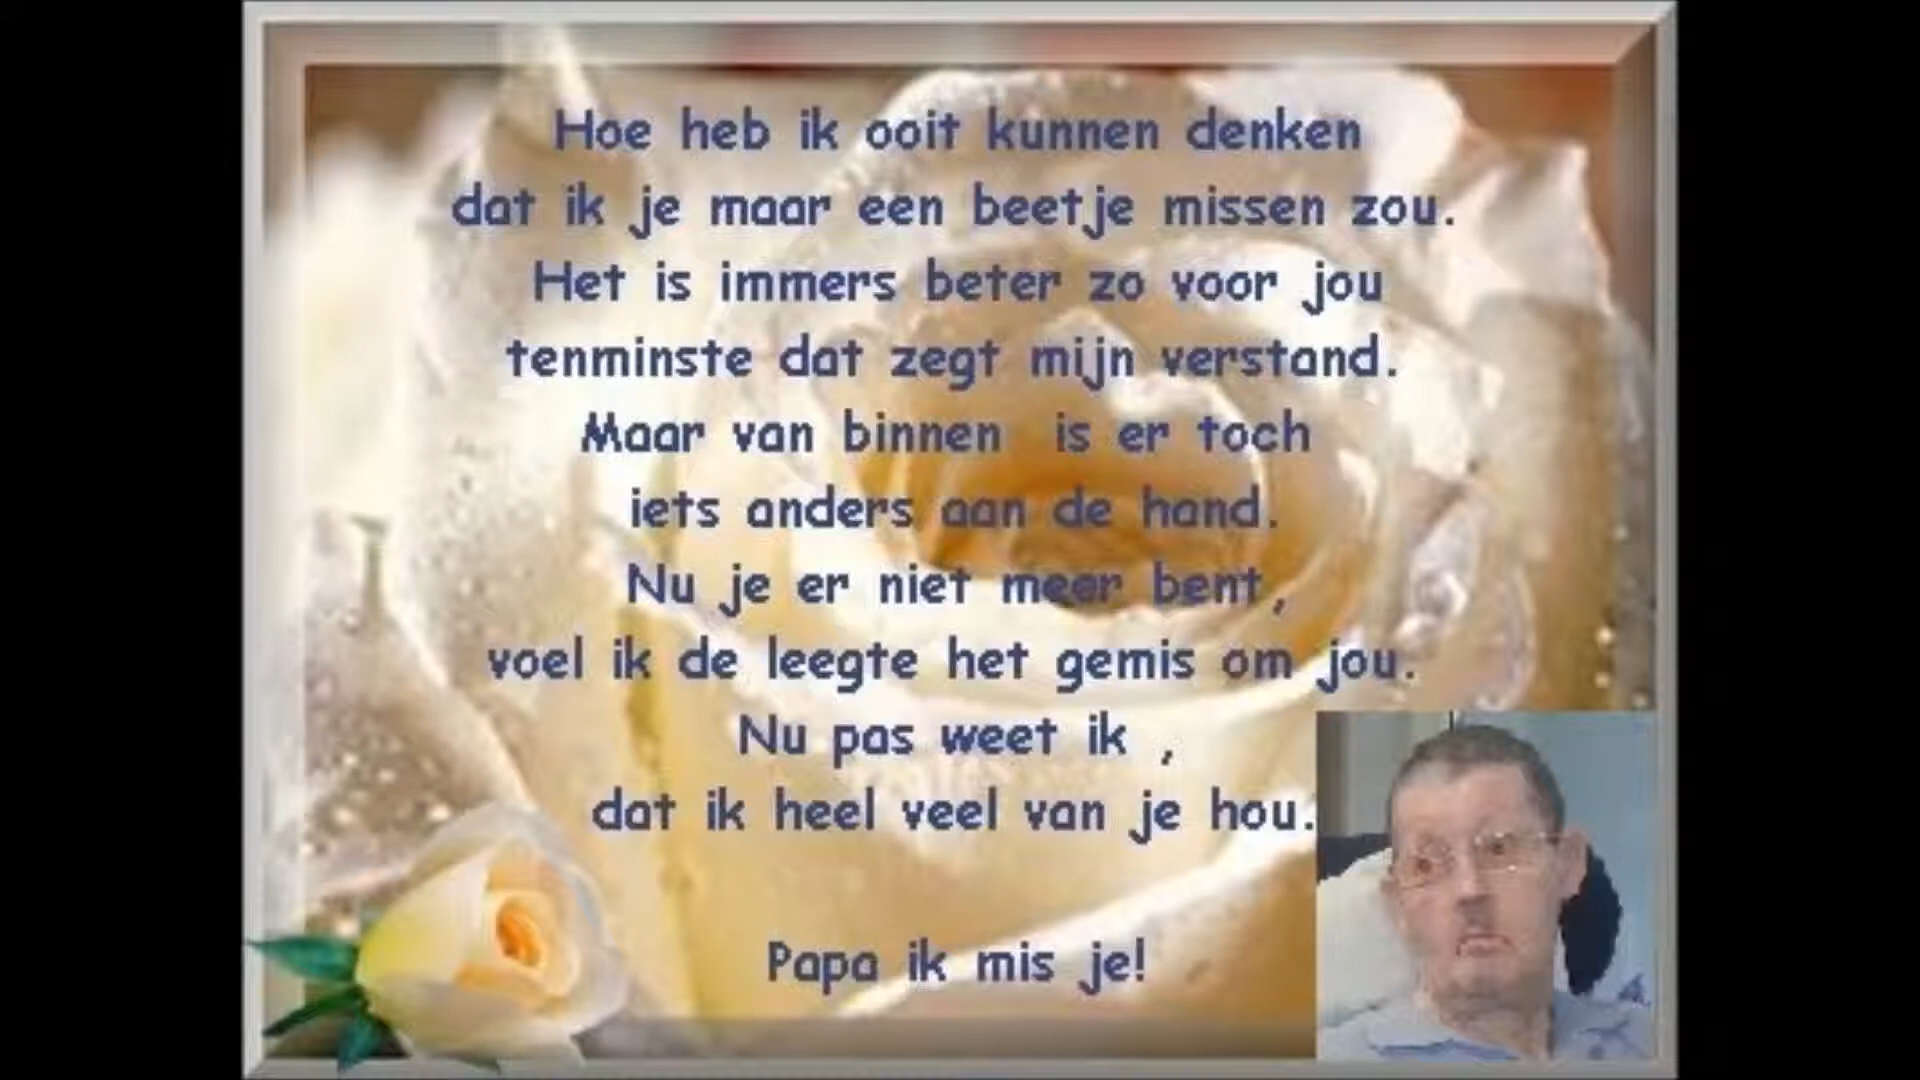 Hoe heb ik ooit kunnen denken
dat ik je maar een beetje missen zou.
Het is immers beter zo voor jou
tenminste dat zegt mijn verstand.
Maar van binnen is er toch
iets anders aan de hand.
Nu je er niet meer bent,
voel ik de leegte het gemis om jou.
Nu pas weet ik ,
dat ik heel veel van je hou.
Papa ik mis je!